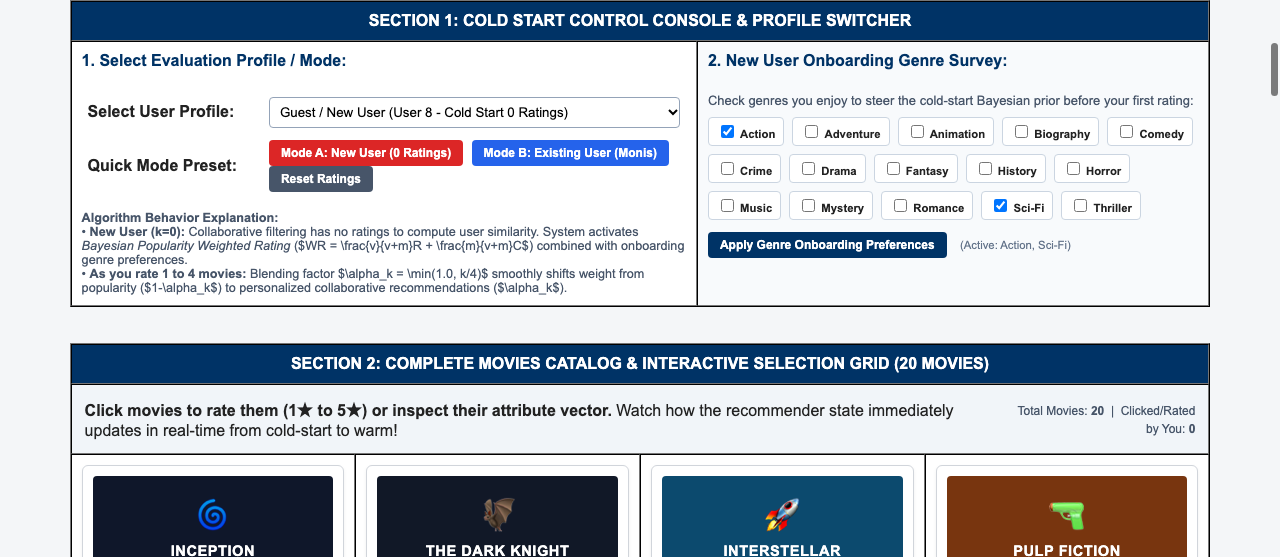 SECTION 1: COLD START CONTROL CONSOLE & PROFILE SWITCHER
1. Select Evaluation Profile / Mode:
Select User Profile:
Guest / New User (User 8 - Cold Start 0 Ratings)
Quick Mode Preset:
Mode A: New User (0 Ratings)
Mode B: Existing User (Monis)
Reset Ratings
Algorithm Behavior Explanation:
• New User (k=0): Collaborative filtering has no ratings to compute user similarity. System activates
Bayesian Popularity Weighted Rating ($WR = \frac{v}{v+m}R + \frac{m}{v+m}C$) combined with onboarding
genre preferences.
• As you rate 1 to 4 movies: Blending factor $\alpha_k = \min(1.0, k/4)$ smoothly shifts weight from
popularity ($1-\alpha_k$) to personalized collaborative recommendations ($\alpha_k$).
2. New User Onboarding Genre Survey:
Check genres you enjoy to steer the cold-start Bayesian prior before your first rating:
Action Adventure Animation Biography Comedy
Crime Drama Fantasy History Horror
Music Mystery Romance Sci-Fi Thriller
Apply Genre Onboarding Preferences (Active: Action, Sci-Fi)
SECTION 2: COMPLETE MOVIES CATALOG & INTERACTIVE SELECTION GRID (20 MOVIES)
Click movies to rate them (1★ to 5★) or inspect their attribute vector. Watch how the recommender state immediately
updates in real-time from cold-start to warm!
Total Movies: 20 | Clicked/Rated
by You: 0
INCEPTION
THE DARK KNIGHT
INTERSTELLAR
PULP FICTION